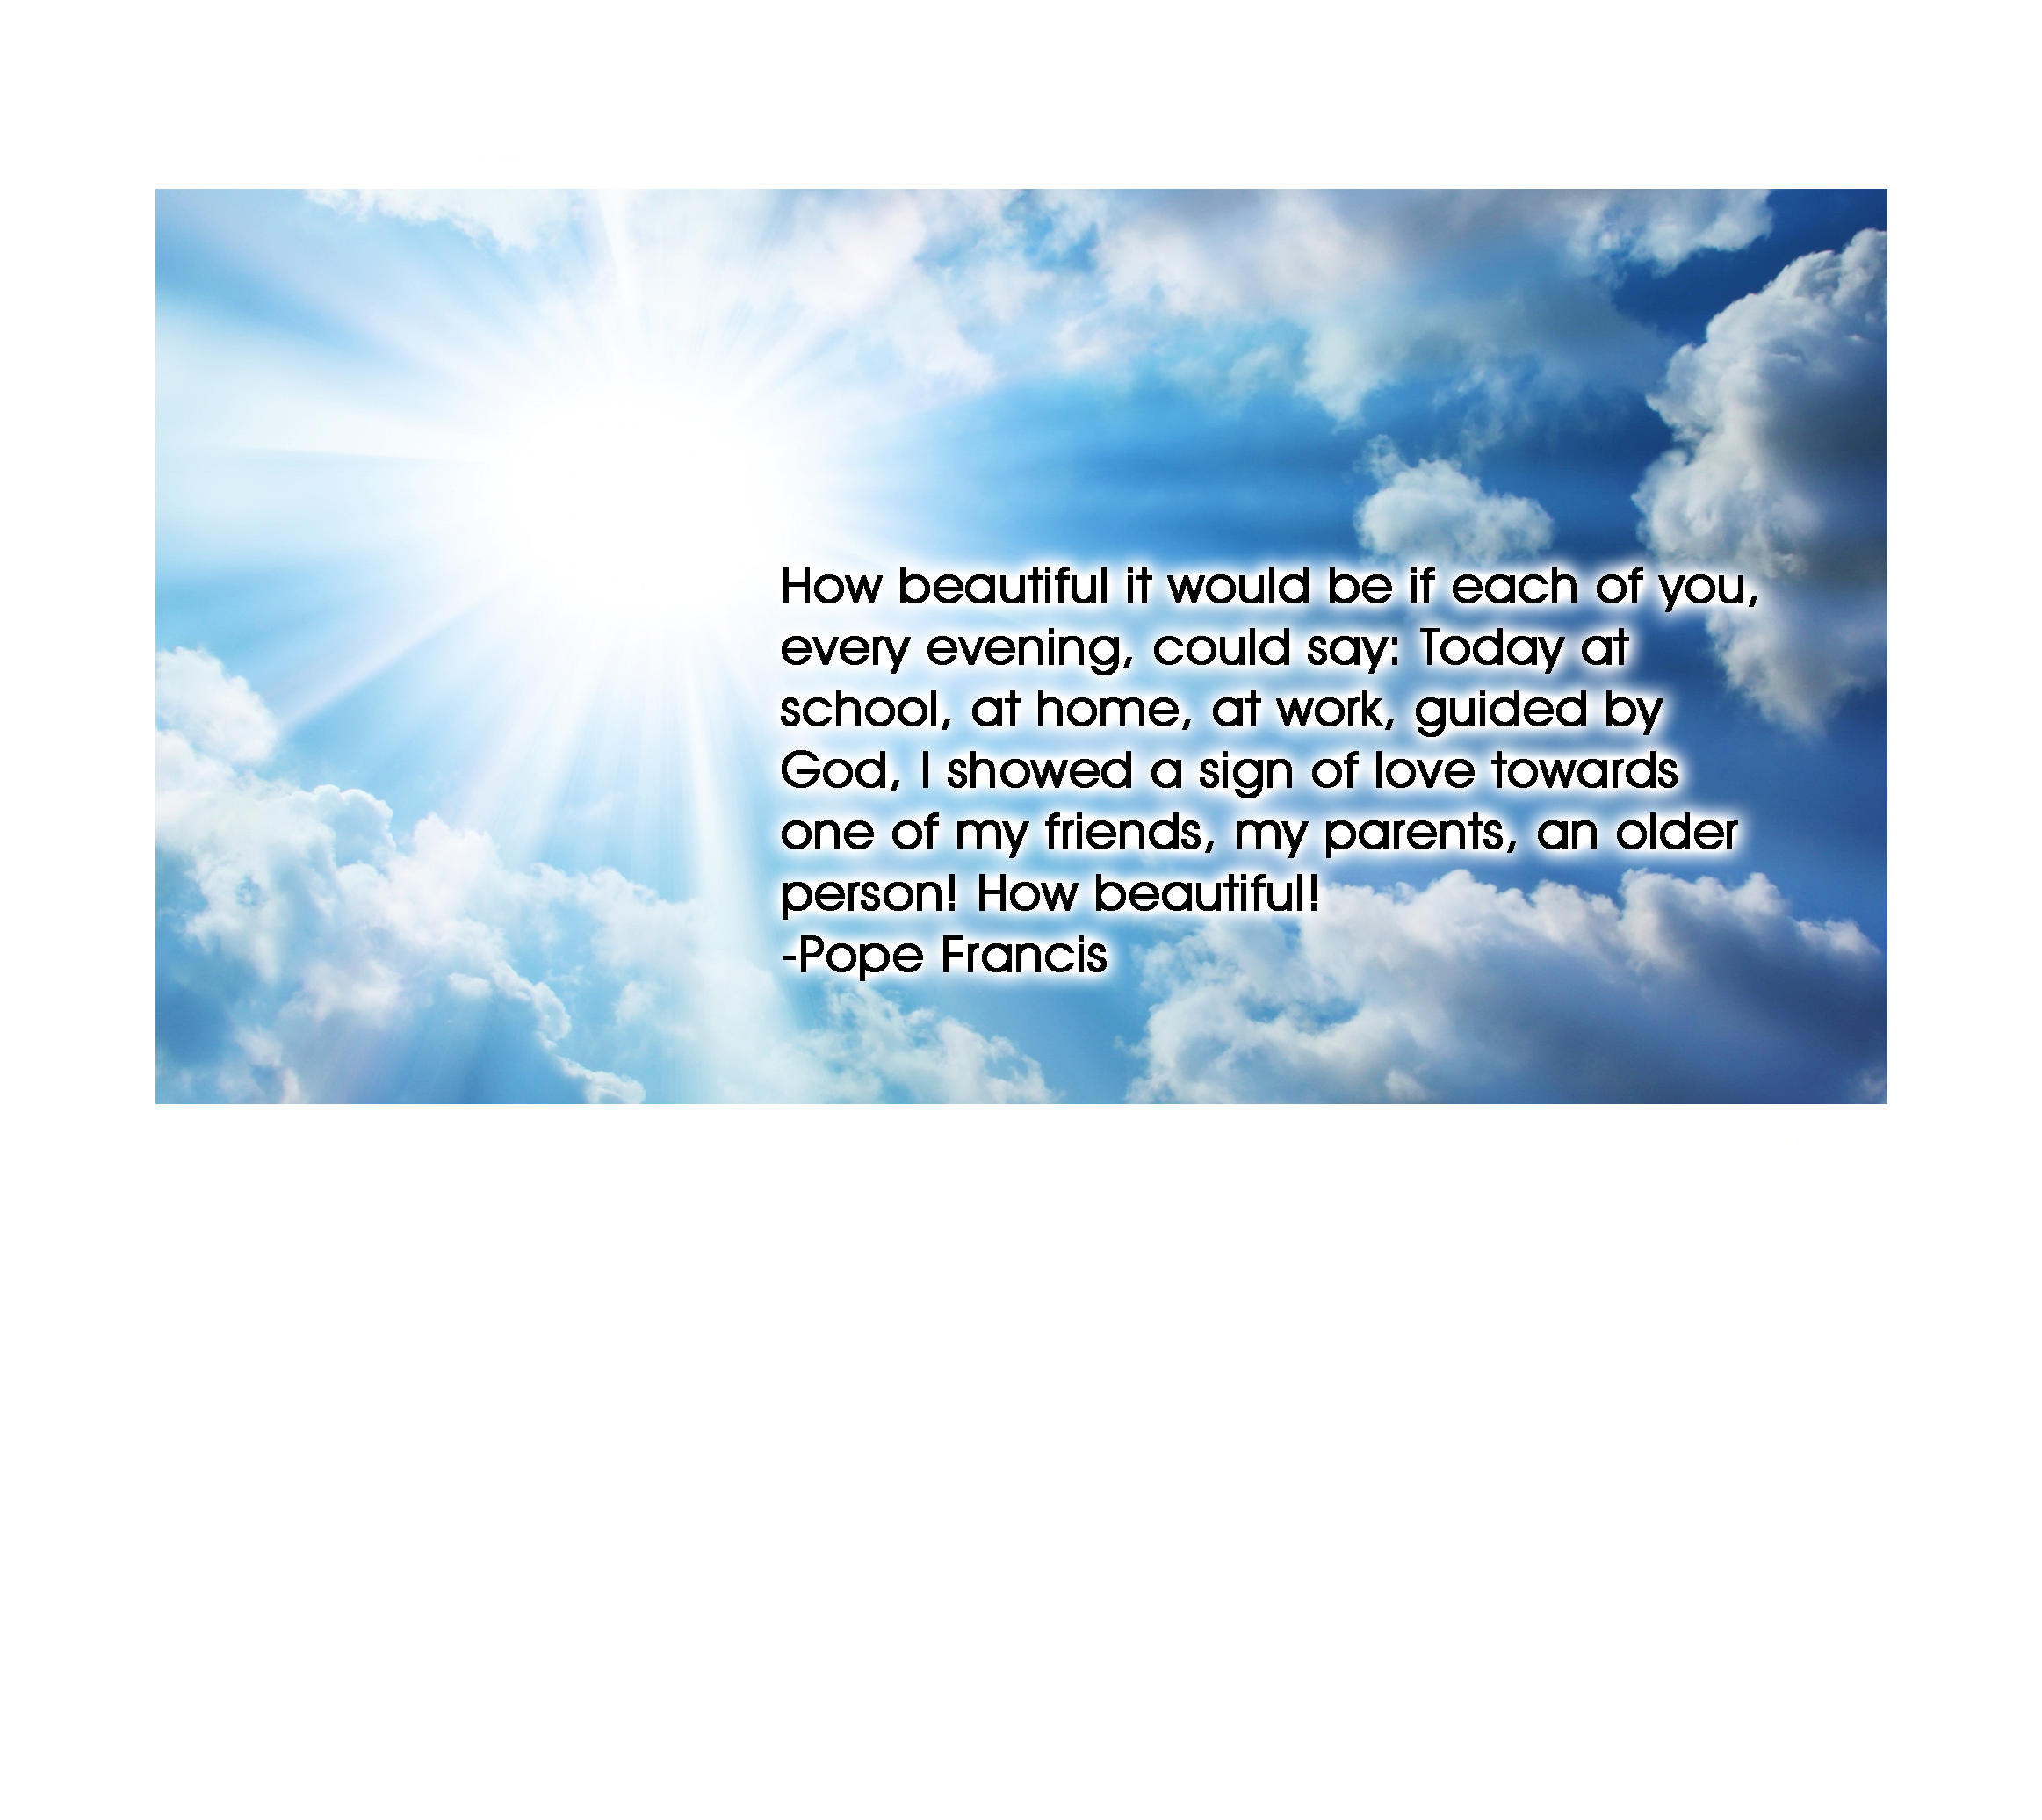 How beautiful it would be if each of you,
every evening, could say: Today at
school, at home, at work, guided by
God, I showed a sign of love towards
one of my friends, my parents, an older
person! How beautiful!
-Pope Francis